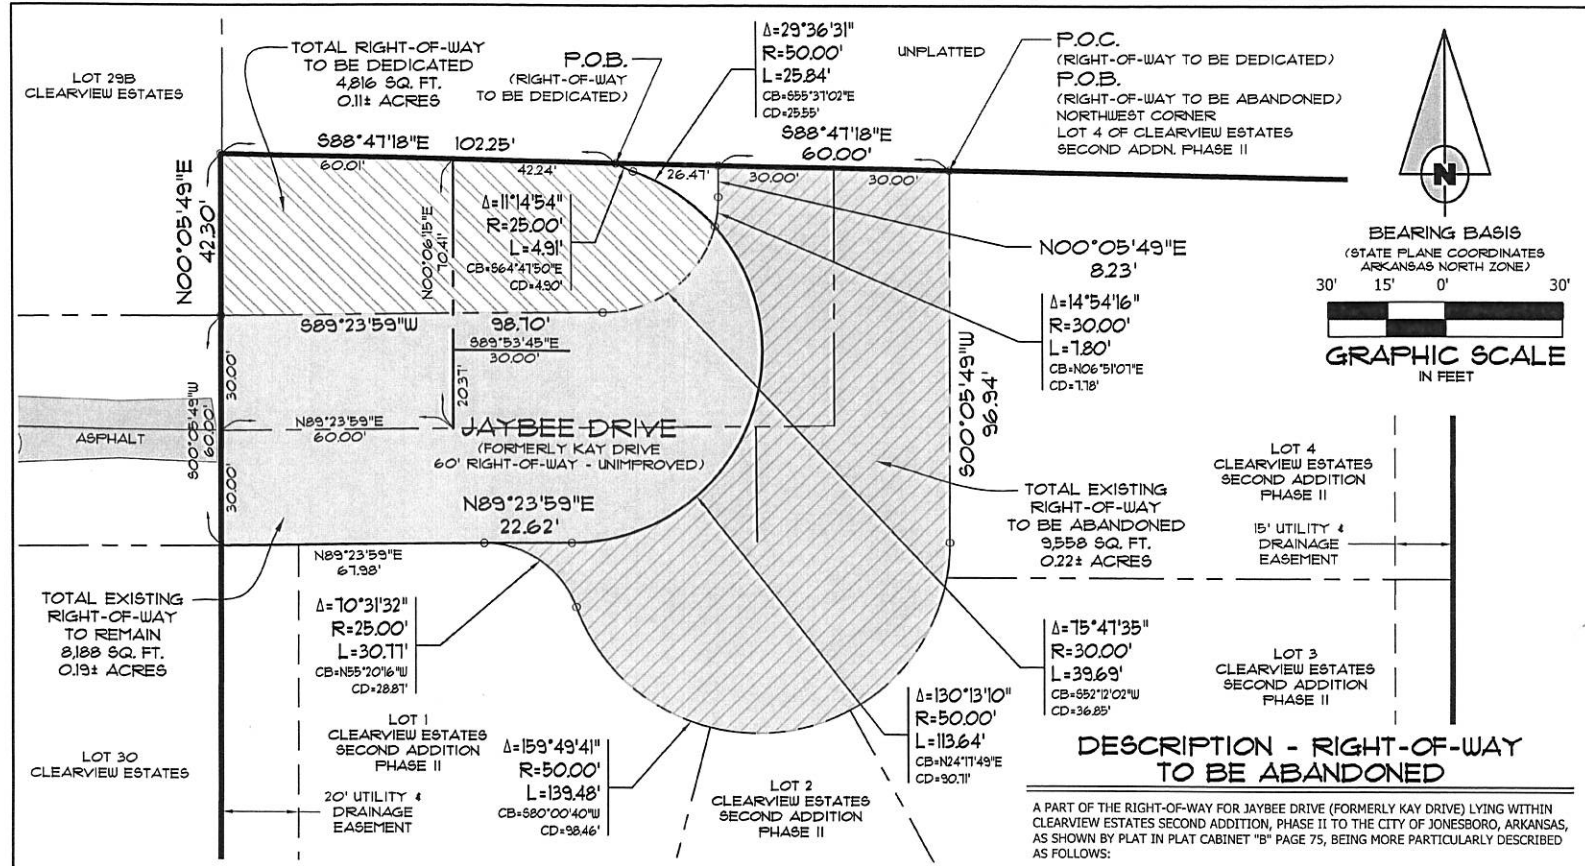 LOT 29B
CLEARVIEW ESTATES
TOTAL RIGHT-OF-WAY
TO BE DEDICATED
4,816 SQ. FT.
0.11± ACRES
P.O.B.
(RIGHT-OF-WAY
TO BE DEDICATED)
Δ=29°36'31"
R=50.00'
L=25.84'
CB=S55°37'02"E
CD=25.55'
UNPLATTED
P.O.C.
(RIGHT-OF-WAY TO BE DEDICATED)
P.O.B.
(RIGHT-OF-WAY TO BE ABANDONED)
NORTHWEST CORNER
LOT 4 OF CLEARVIEW ESTATES
SECOND ADDN. PHASE II
N
BEARING BASIS
(STATE PLANE COORDINATES
ARKANSAS NORTH ZONE)
30' 15' 0' 30'
GRAPHIC SCALE
IN FEET
S88°47'18"E 102.25'
60.01'
42.24'
26.47'
S88°47'18"E
60.00'
30.00'
30.00'
N00°05'49"E
42.30'
N00°06'15"E
70.41'
Δ=11°14'54"
R=25.00'
L=4.91'
CB=S64°47'50"E
CD=4.90'
N00°05'49"E
8.23'
Δ=14°54'16"
R=30.00'
L=7.80'
CB=N06°51'07"E
CD=7.78'
S89°23'59"W 98.70'
S89°53'45"E
30.00'
20.37'
S00°05'49"W
96.94'
S00°05'49"W
60.00'
30.00'
30.00'
ASPHALT
N89°23'59"E
60.00'
JAYBEE DRIVE
(FORMERLY KAY DRIVE
60' RIGHT-OF-WAY - UNIMPROVED)
N89°23'59"E
22.62'
N89°23'59"E
67.98'
TOTAL EXISTING
RIGHT-OF-WAY
TO BE ABANDONED
9,558 SQ. FT.
0.22± ACRES
LOT 4
CLEARVIEW ESTATES
SECOND ADDITION
PHASE II
15' UTILITY &
DRAINAGE
EASEMENT
TOTAL EXISTING
RIGHT-OF-WAY
TO REMAIN
8,188 SQ. FT.
0.19± ACRES
Δ=70°31'32"
R=25.00'
L=30.77'
CB=N55°20'16"W
CD=28.87'
Δ=75°47'35"
R=30.00'
L=39.69'
CB=S52°12'02"W
CD=36.85'
LOT 3
CLEARVIEW ESTATES
SECOND ADDITION
PHASE II
Δ=130°13'10"
R=50.00'
L=113.64'
CB=N24°17'49"E
CD=90.71'
LOT 1
CLEARVIEW ESTATES
SECOND ADDITION
PHASE II
Δ=159°49'41"
R=50.00'
L=139.48'
CB=S80°00'40"W
CD=98.46'
LOT 30
CLEARVIEW ESTATES
20' UTILITY &
DRAINAGE
EASEMENT
LOT 2
CLEARVIEW ESTATES
SECOND ADDITION
PHASE II
DESCRIPTION - RIGHT-OF-WAY
TO BE ABANDONED
A PART OF THE RIGHT-OF-WAY FOR JAYBEE DRIVE (FORMERLY KAY DRIVE) LYING WITHIN
CLEARVIEW ESTATES SECOND ADDITION, PHASE II TO THE CITY OF JONESBORO, ARKANSAS,
AS SHOWN BY PLAT IN PLAT CABINET "B" PAGE 75, BEING MORE PARTICULARLY DESCRIBED
AS FOLLOWS: